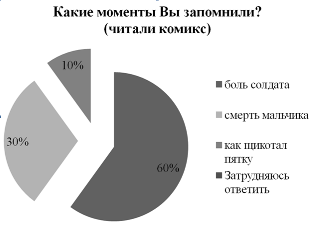 Какие моменты Вы запомнили?
(читали комикс)
10%
30%
60%
боль солдата
смерть мальчика
как щикотал
пятку
Затрудняюсь
ответить